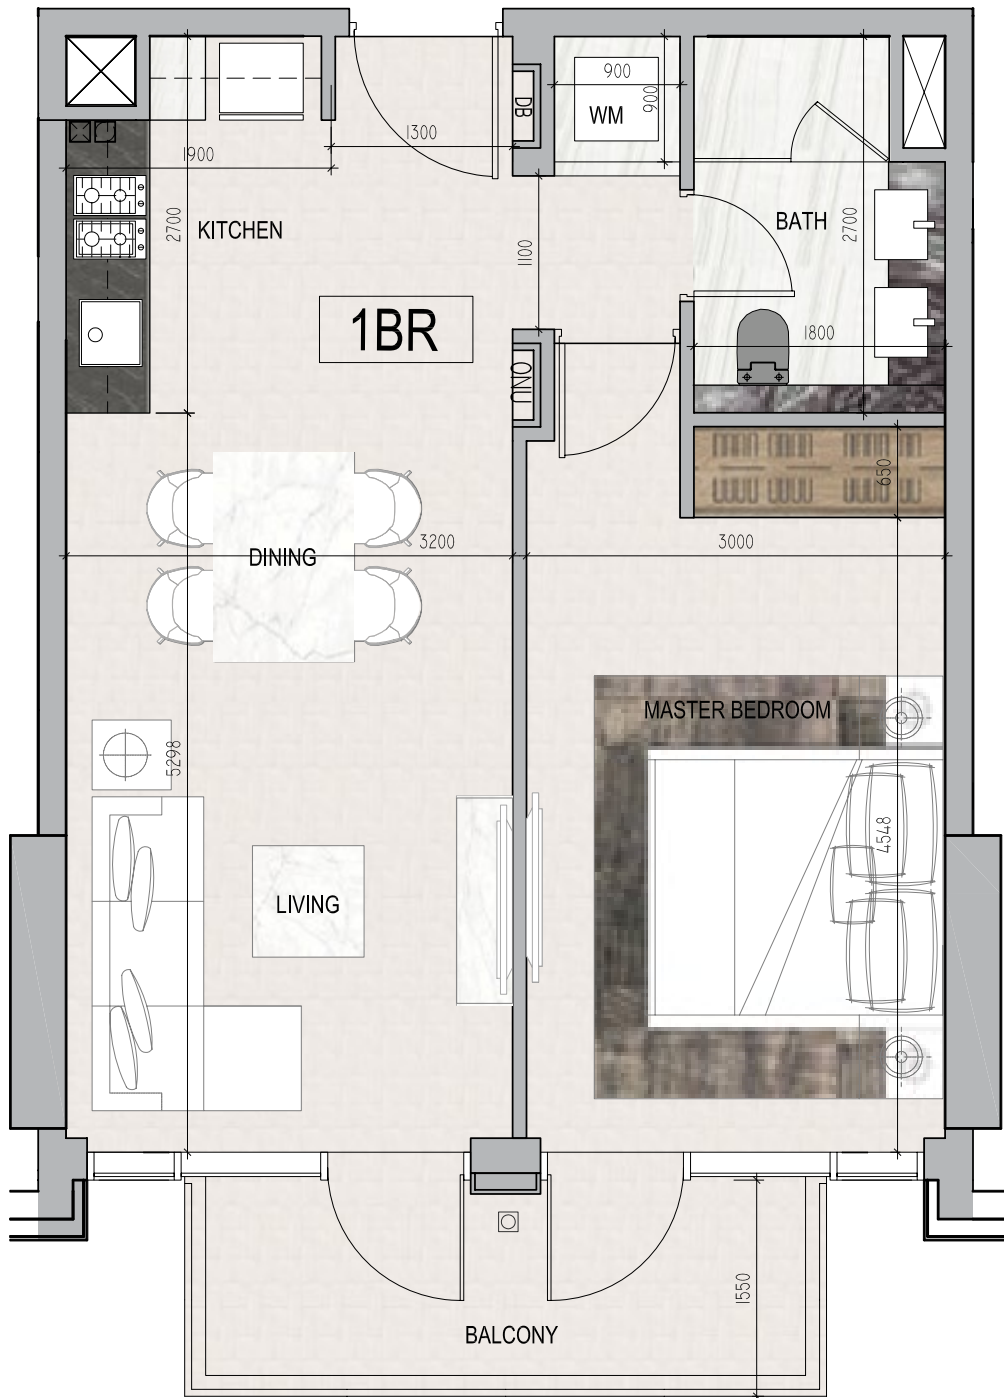 900
WM
900
DB
1300
1900
KITCHEN
2700
BATH
2700
1100
1BR
1800
ONU
650
DINING
3200
3000
MASTER BEDROOM
5298
4548
LIVING
1550
BALCONY